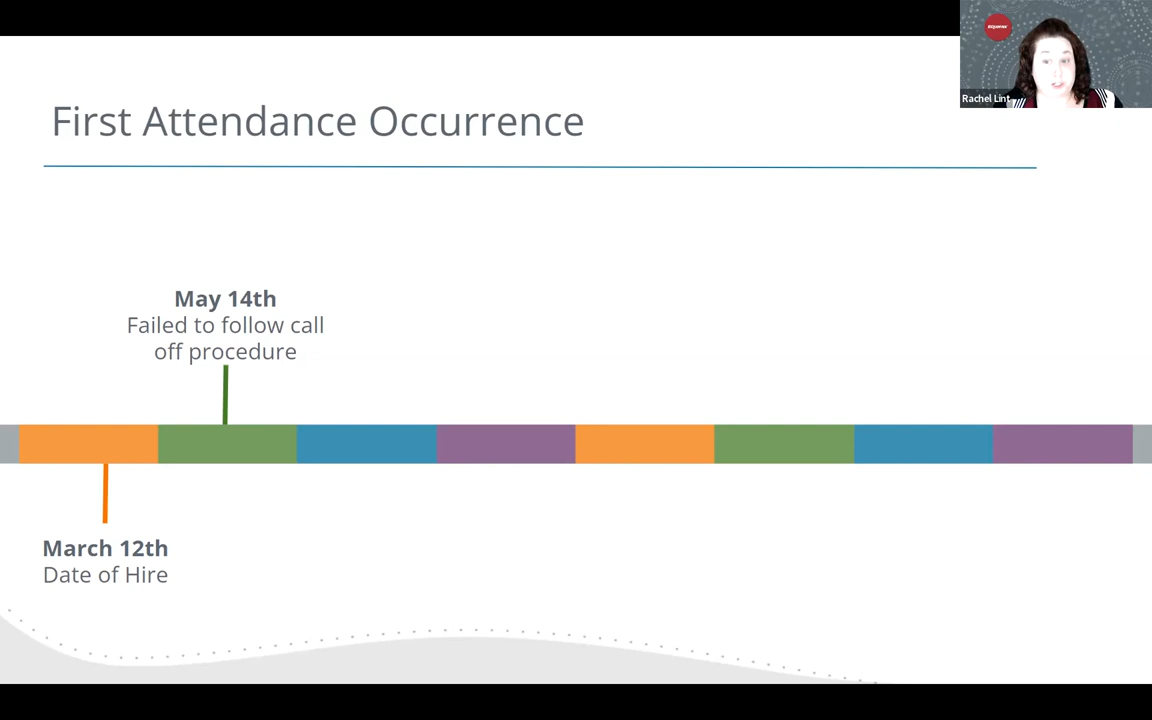 First Attendance Occurrence
Rachel Lint
May 14th
Failed to follow call
off procedure
March 12th
Date of Hire